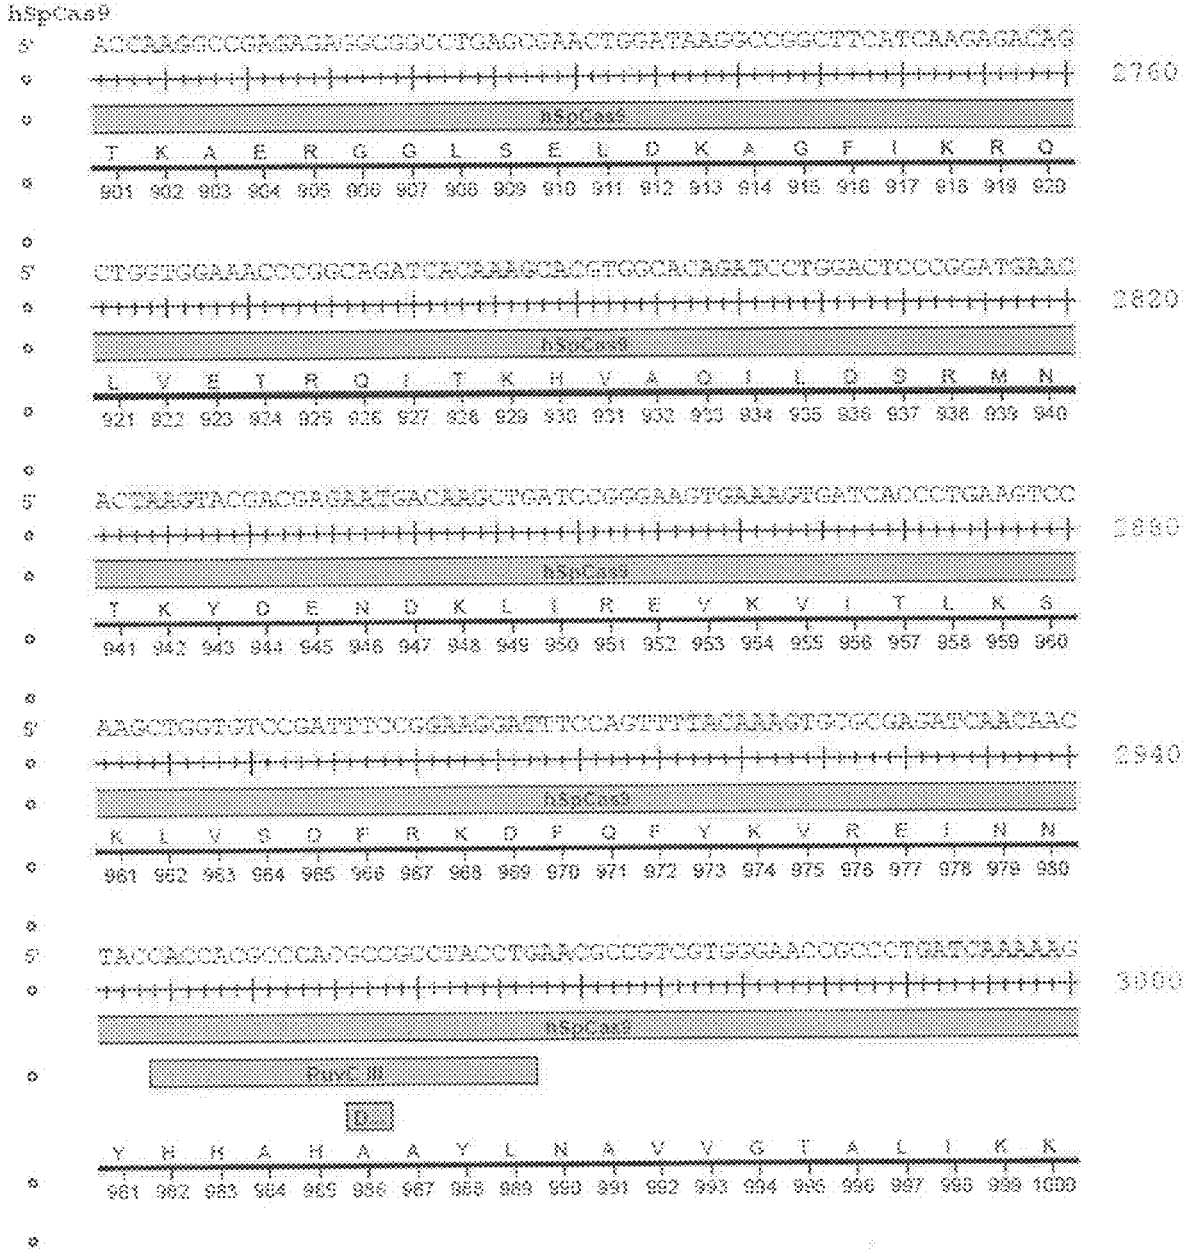 hSpCas9
5' ACCAAGGCCGAGAGAGGCGGCCTGAGCGAACTGGATAAGGCCGGCTTCATCAAGAGACAG 2760
hSpCas9
T K A E R G G L S E L D K A G F I K R Q
901 902 903 904 905 906 907 908 909 910 911 912 913 914 915 916 917 918 919 920
5' CTGGTGGAAACCCGGCAGATCACAAAGCACGTGGCACAGATCCTGGACTCCCGGATGAAC 2820
hSpCas9
L V E T R Q I T K H V A Q I L D S R M N
921 922 923 924 925 926 927 928 929 930 931 932 933 934 935 936 937 938 939 940
5' ACTAAGTACGACGAGAATGACAAGCTGATCCGGGAAGTGAAAGTGATCACCCTGAAGTCC 2880
hSpCas9
T K Y D E N D K L I R E V K V I T L K S
941 942 943 944 945 946 947 948 949 950 951 952 953 954 955 956 957 958 959 960
5' AAGCTGGTGTCCGATTTCCGGAAGGATTTCCAGTTTTACAAAGTGCGCGAGATCAACAAC 2940
hSpCas9
K L V S D F R K D F Q F Y K V R E I N N
961 962 963 964 965 966 967 968 969 970 971 972 973 974 975 976 977 978 979 980
5' TACCACCACGCCCACGCCGCCTACCTGAACGCCGTCGTGGGAACCGCCCTGATCAAAAAG 3000
hSpCas9
RuvC III
D...
Y H H A H A A Y L N A V V G T A L I K K
981 982 983 984 985 986 987 988 989 990 991 992 993 994 995 996 997 998 999 1000